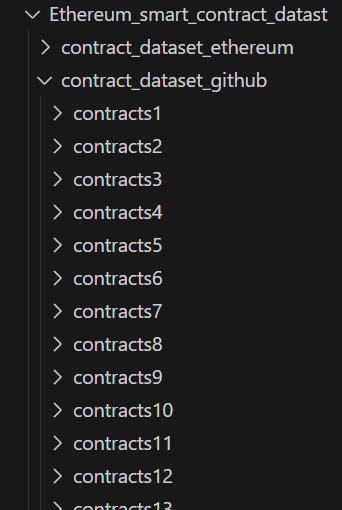 Ethereum_smart_contract_datast
contract_dataset_ethereum
contract_dataset_github
contracts1
contracts2
contracts3
contracts4
contracts5
contracts6
contracts7
contracts8
contracts9
contracts10
contracts11
contracts12
contracts13